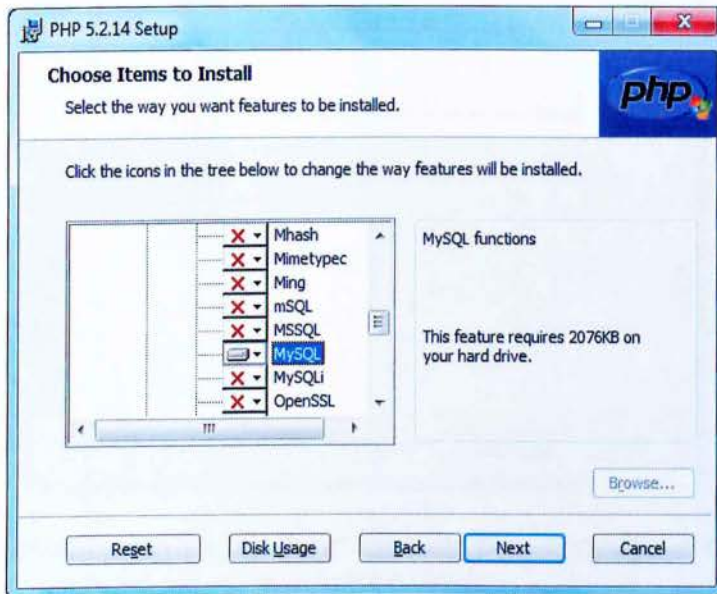 PHP 5.2.14 Setup
Choose Items to Install
Select the way you want features to be installed.
php
Click the icons in the tree below to change the way features will be installed.
Mhash
Mimetypec
Ming
mSQL
MSSQL
MySQL
MySQLi
OpenSSL
MySQL functions
This feature requires 2076KB on
your hard drive.
Browse...
Reset
Disk Usage
Back
Next
Cancel